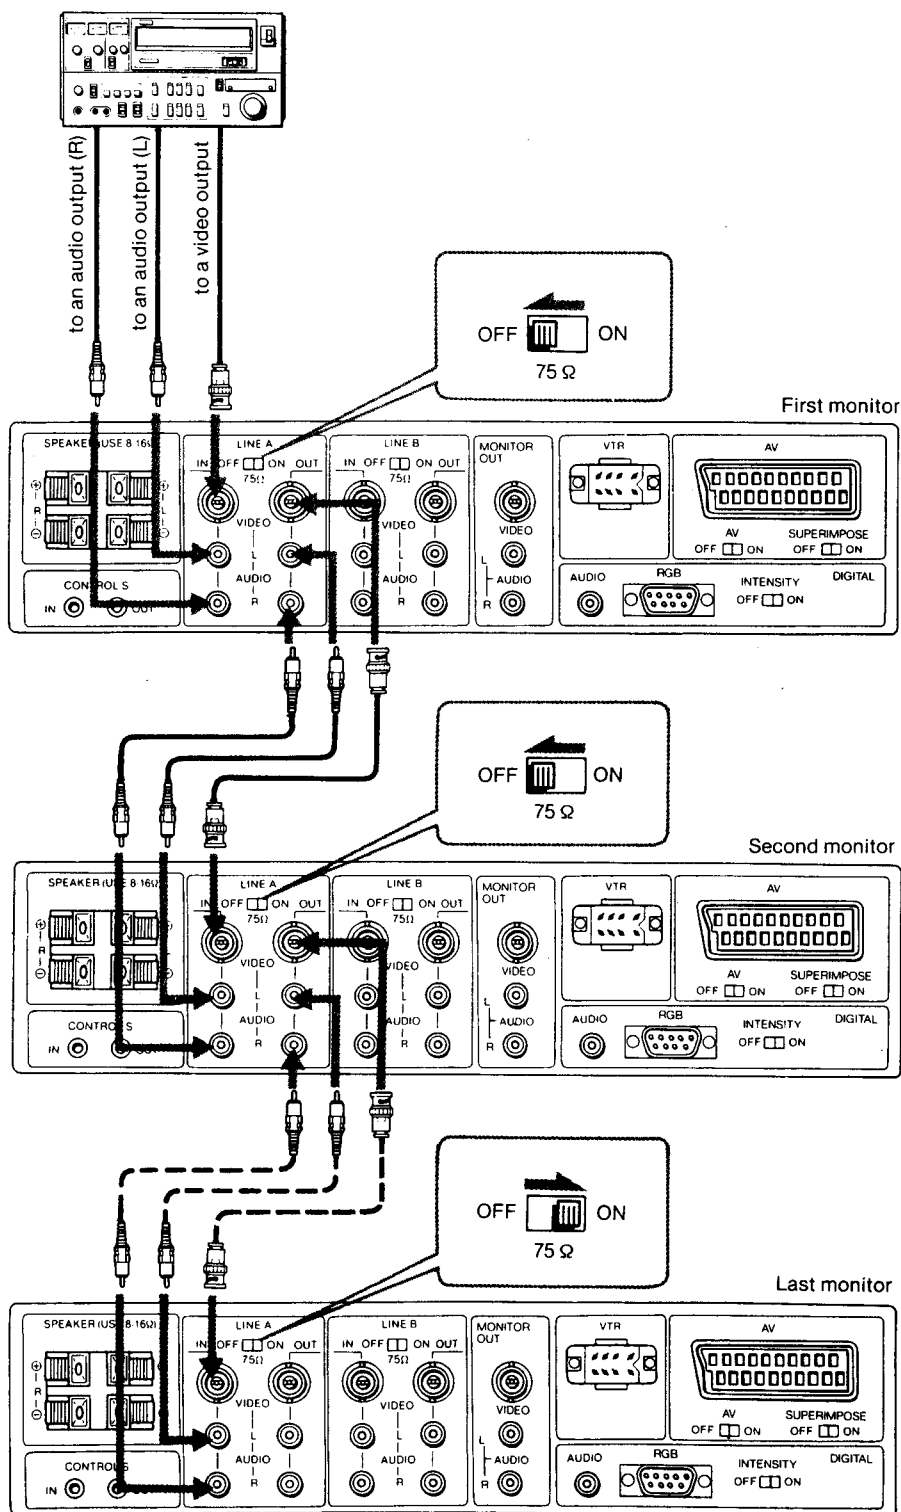 to an audio output (R)
to an audio output (L)
to a video output
OFF ON
75 Ω
First monitor
SPEAKER (USE 8-16Ω)
LINE A
IN OFF ON OUT
75Ω
LINE B
IN OFF ON OUT
75Ω
MONITOR
OUT
VTR
AV
R L
VIDEO
VIDEO
VIDEO
L
L
L
AUDIO
AUDIO
AUDIO
R
R
R
AV
OFF ON
SUPERIMPOSE
OFF ON
CONTROL S
IN OUT
AUDIO
RGB
INTENSITY
OFF ON
DIGITAL
OFF ON
75 Ω
Second monitor
SPEAKER (USE 8-16Ω)
LINE A
IN OFF ON OUT
75Ω
LINE B
IN OFF ON OUT
75Ω
MONITOR
OUT
VTR
AV
R
VIDEO
VIDEO
VIDEO
L
L
L
AUDIO
AUDIO
AUDIO
R
R
R
AV
OFF ON
SUPERIMPOSE
OFF ON
CONTROL S
IN OUT
AUDIO
RGB
INTENSITY
OFF ON
DIGITAL
OFF ON
75 Ω
Last monitor
SPEAKER (USE 8-16Ω)
LINE A
IN OFF ON OUT
75Ω
LINE B
IN OFF ON OUT
75Ω
MONITOR
OUT
VTR
AV
R
VIDEO
VIDEO
VIDEO
L
L
L
AUDIO
AUDIO
AUDIO
R
R
R
AV
OFF ON
SUPERIMPOSE
OFF ON
CONTROL S
IN
AUDIO
RGB
INTENSITY
OFF ON
DIGITAL